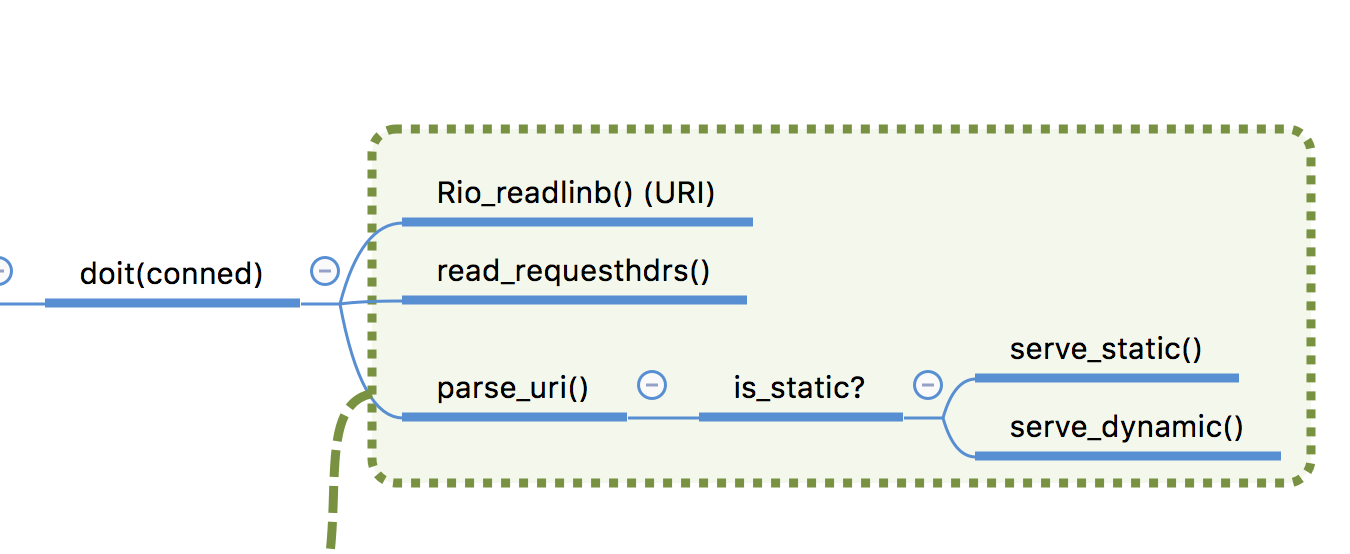 Rio_readlinb() (URI)
doit(conned)
read_requesthdrs()
parse_uri()
is_static?
serve_static()
serve_dynamic()